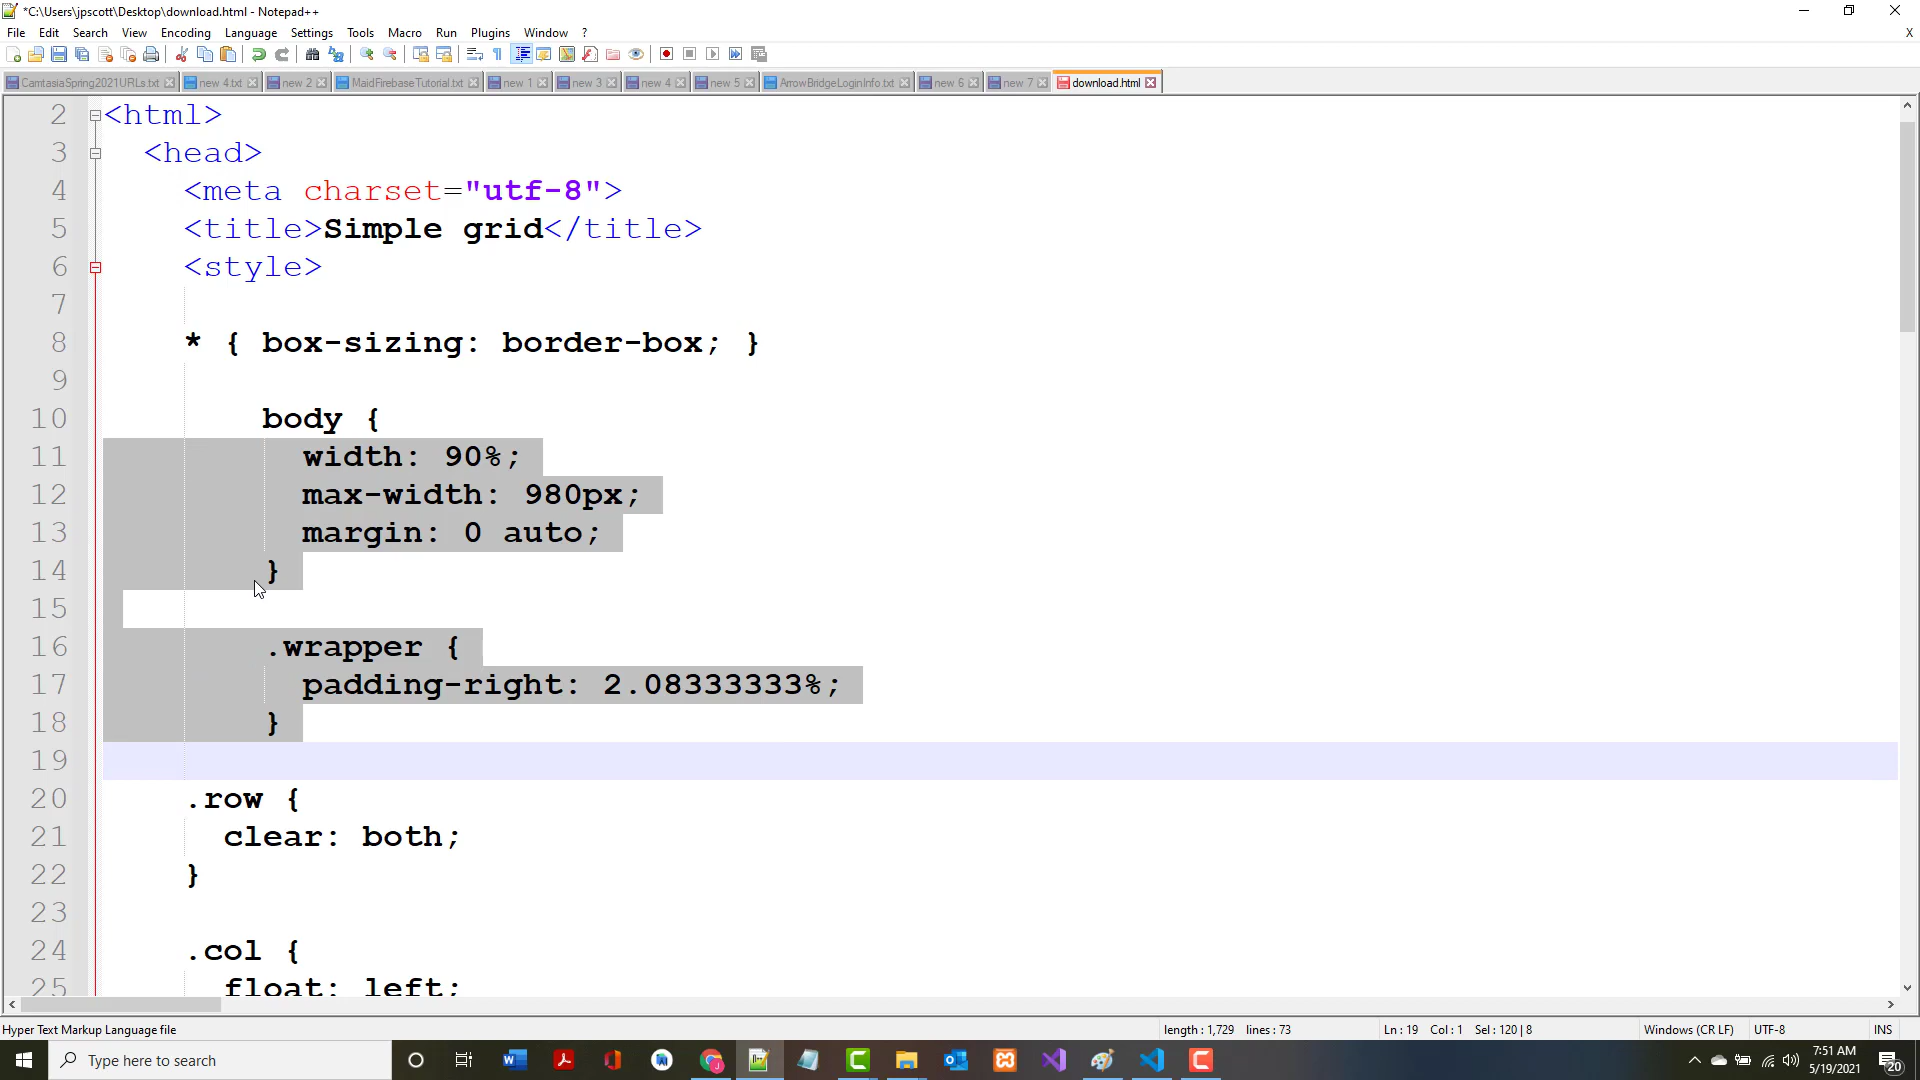 *C:\Users\jpscott\Desktop\download.html - Notepad++
File Edit Search View Encoding Language Settings Tools Macro Run Plugins Window ? X
CamtasiaSpring2021URLs.txt new 4.txt new 2 MaidFirebaseTutorial.txt new 1 new 3 new 4 new 5 ArrowBridgeLoginInfo.txt new 6 new 7 download.html
2 <html>
3 <head>
4 <meta charset="utf-8">
5 <title>Simple grid</title>
6 <style>
7
8 * { box-sizing: border-box; }
9
10 body {
11 width: 90%;
12 max-width: 980px;
13 margin: 0 auto;
14 }
15
16 .wrapper {
17 padding-right: 2.08333333%;
18 }
19
20 .row {
21 clear: both;
22 }
23
24 .col {
25 float: left;
Hyper Text Markup Language file length : 1,729 lines : 73 Ln : 19 Col : 1 Sel : 120 | 8 Windows (CR LF) UTF-8 INS
Type here to search 7:51 AM
5/19/2021 20